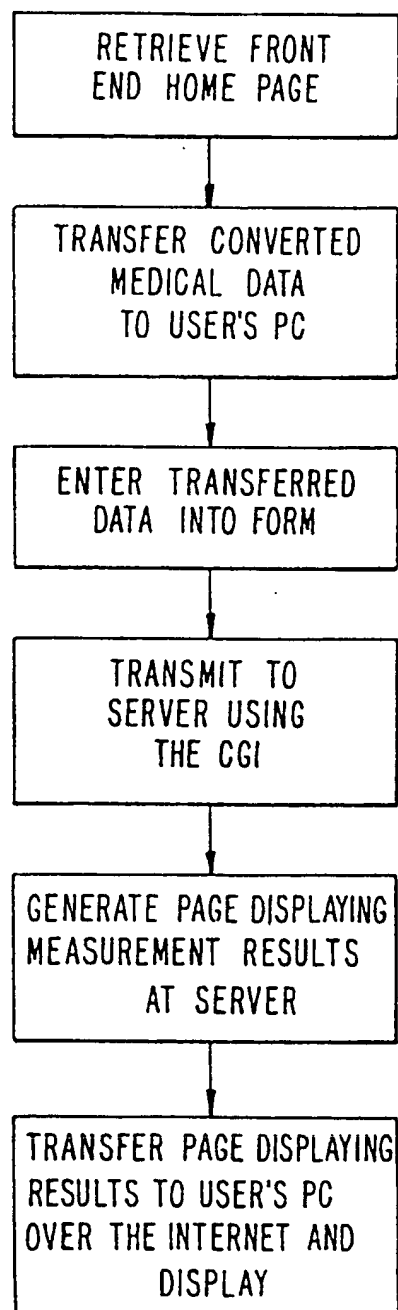 RETRIEVE FRONT
END HOME PAGE
TRANSFER CONVERTED
MEDICAL DATA
TO USER'S PC
ENTER TRANSFERRED
DATA INTO FORM
TRANSMIT TO
SERVER USING
THE CGI
GENERATE PAGE DISPLAYING
MEASUREMENT RESULTS
AT SERVER
TRANSFER PAGE DISPLAYING
RESULTS TO USER'S PC
OVER THE INTERNET AND
DISPLAY